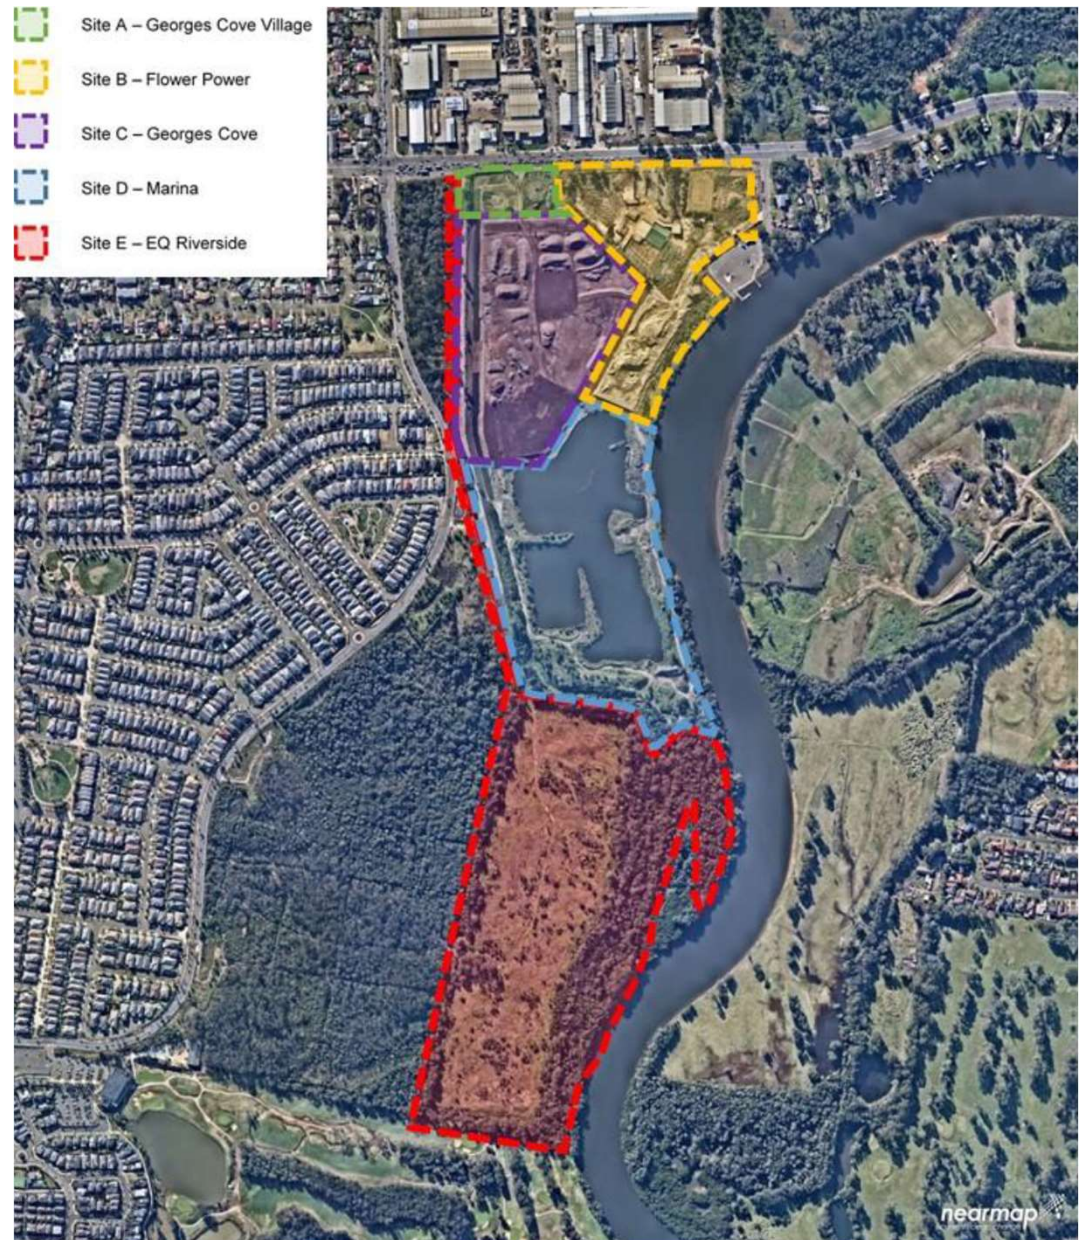 Site A – Georges Cove Village
Site B – Flower Power
Site C – Georges Cove
Site D – Marina
Site E – EQ Riverside
nearmap